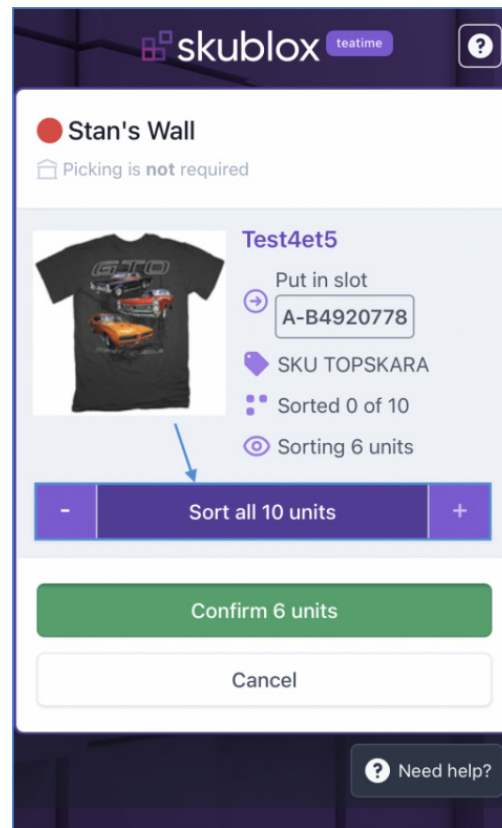 skublox teatime
?
Stan's Wall
Picking is not required
Test4et5
Put in slot
A-B4920778
SKU TOPSKARA
Sorted 0 of 10
Sorting 6 units
GTO
- Sort all 10 units +
Confirm 6 units
Cancel
? Need help?